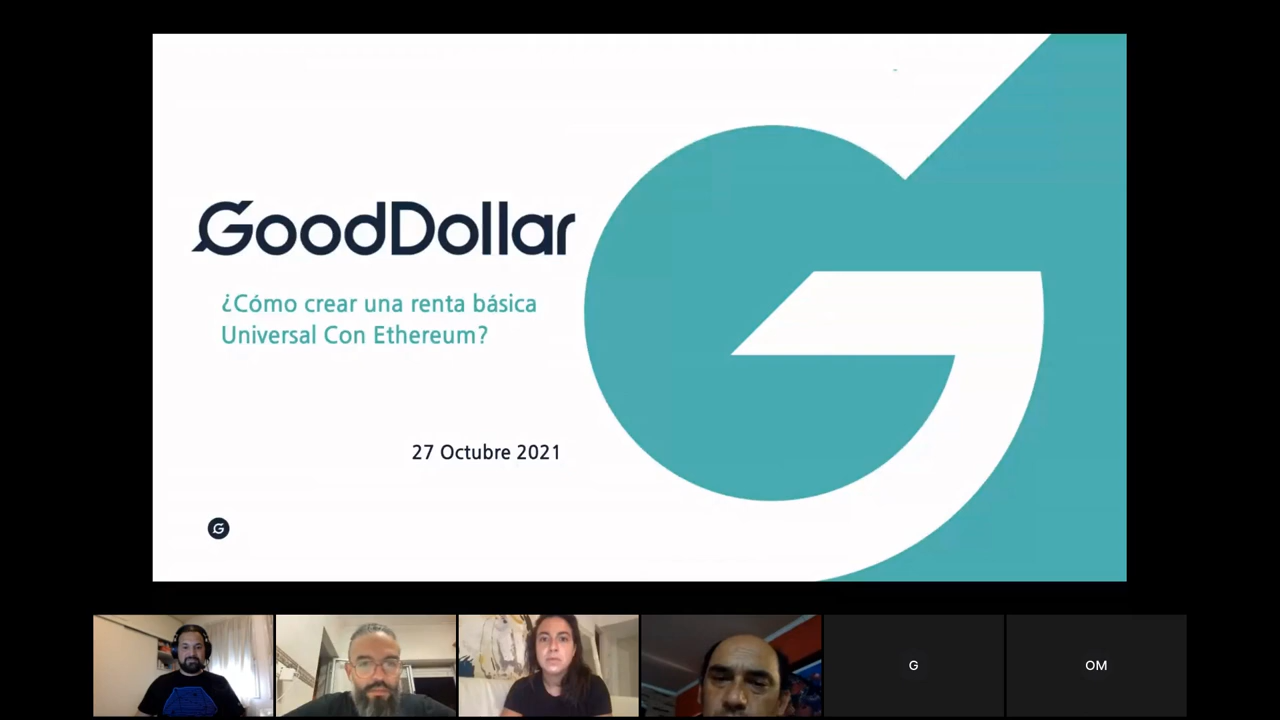 GoodDollar
¿Cómo crear una renta básica
Universal Con Ethereum?
27 Octubre 2021
G
OM